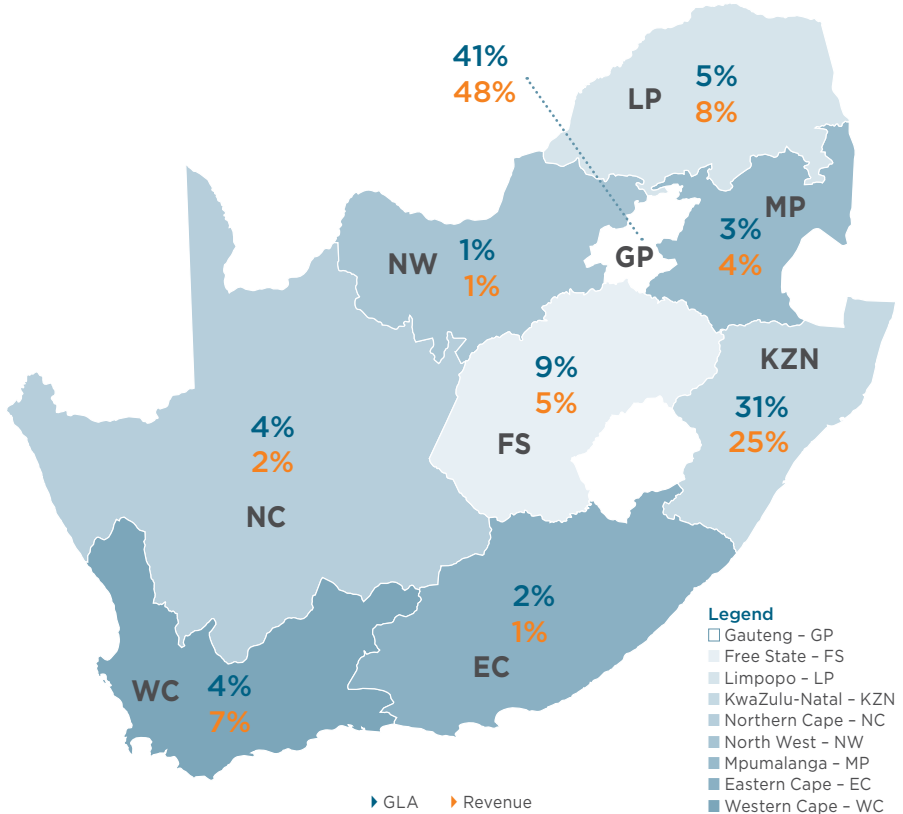 41%
48%
LP
5%
8%
MP
3%
4%
NW
1%
1%
GP
KZN
31%
25%
9%
5%
FS
4%
2%
NC
2%
1%
EC
WC
4%
7%
Legend
Gauteng – GP
Free State – FS
Limpopo – LP
KwaZulu-Natal – KZN
Northern Cape – NC
North West – NW
Mpumalanga – MP
Eastern Cape – EC
Western Cape – WC
GLA
Revenue